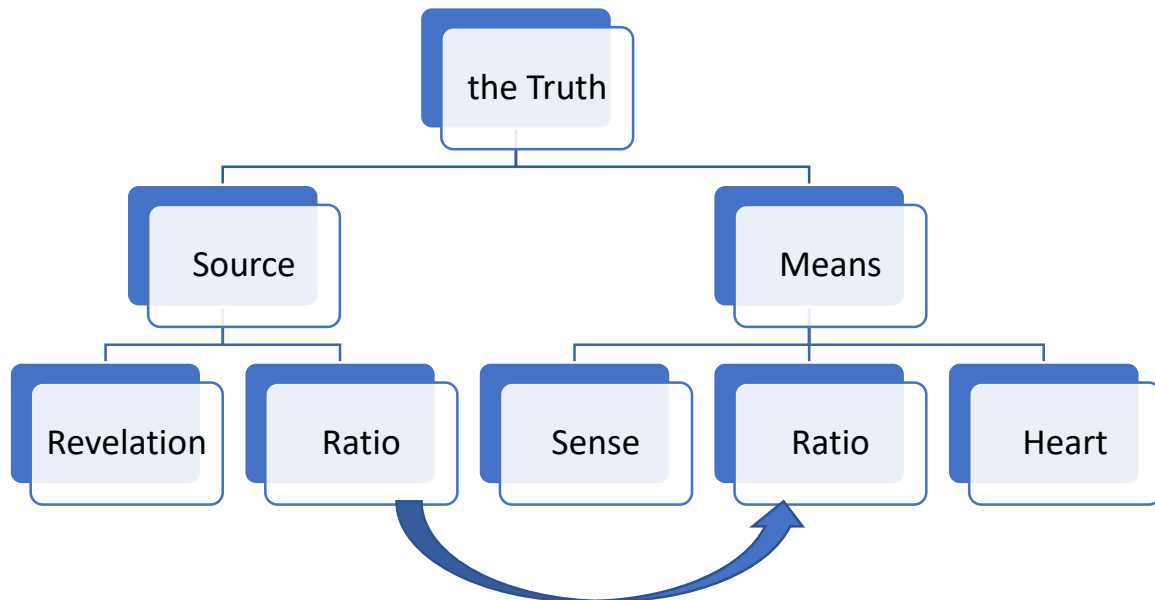 the Truth
Source
Means
Revelation
Ratio
Sense
Ratio
Heart